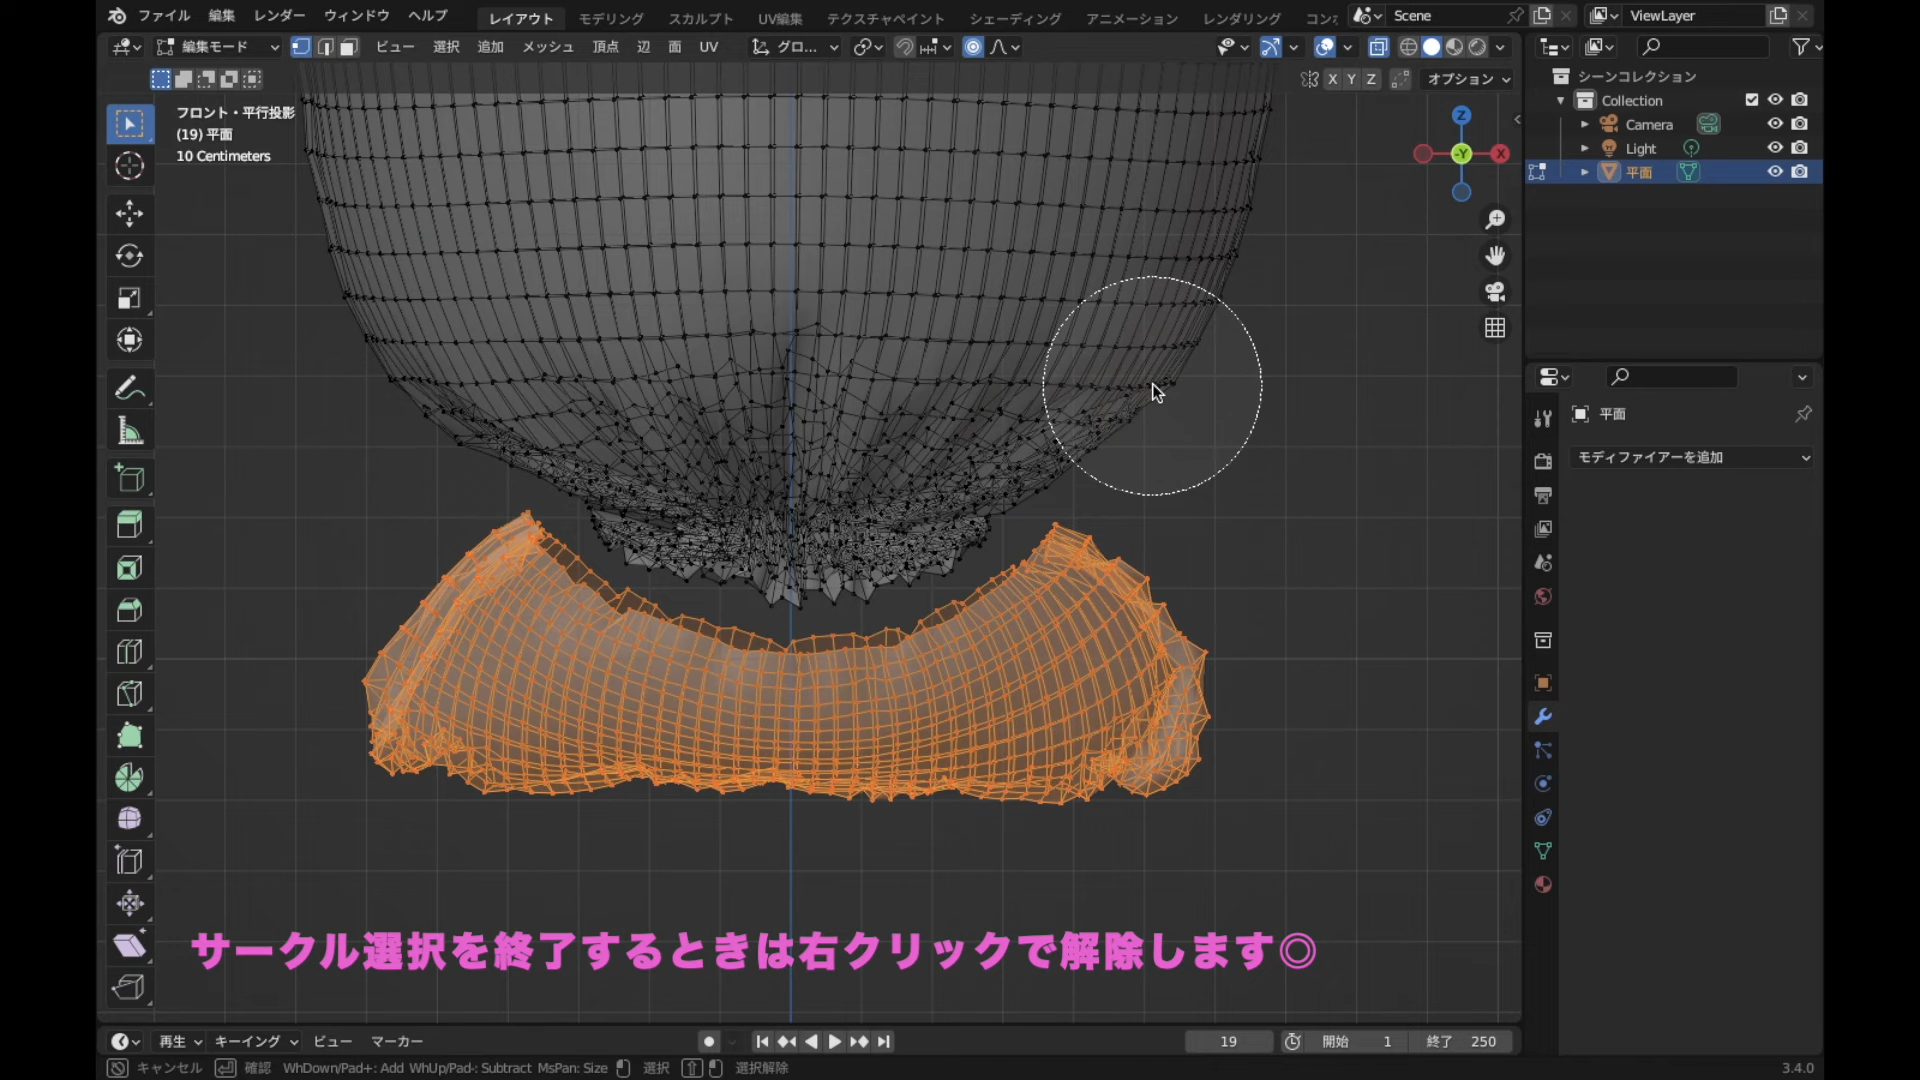 ファイル 編集 レンダー ウィンドウ ヘルプ レイアウト モデリング スカルプト UV編集 テクスチャペイント シェーディング アニメーション レンダリング コン Scene ViewLayer
編集モード ビュー 選択 追加 メッシュ 頂点 辺 面 UV グロ...
X Y Z オプション
フロント・平行投影
(19) 平面
10 Centimeters
Z
-Y
X
シーンコレクション
Collection
Camera
Light
平面
平面
モディファイアーを追加
サークル選択を終了するときは右クリックで解除します◎
再生 キーイング ビュー マーカー 19 開始 1 終了 250
キャンセル 確認 WhDown/Pad+: Add WhUp/Pad-: Subtract MsPan: Size 選択 選択解除 3.4.0